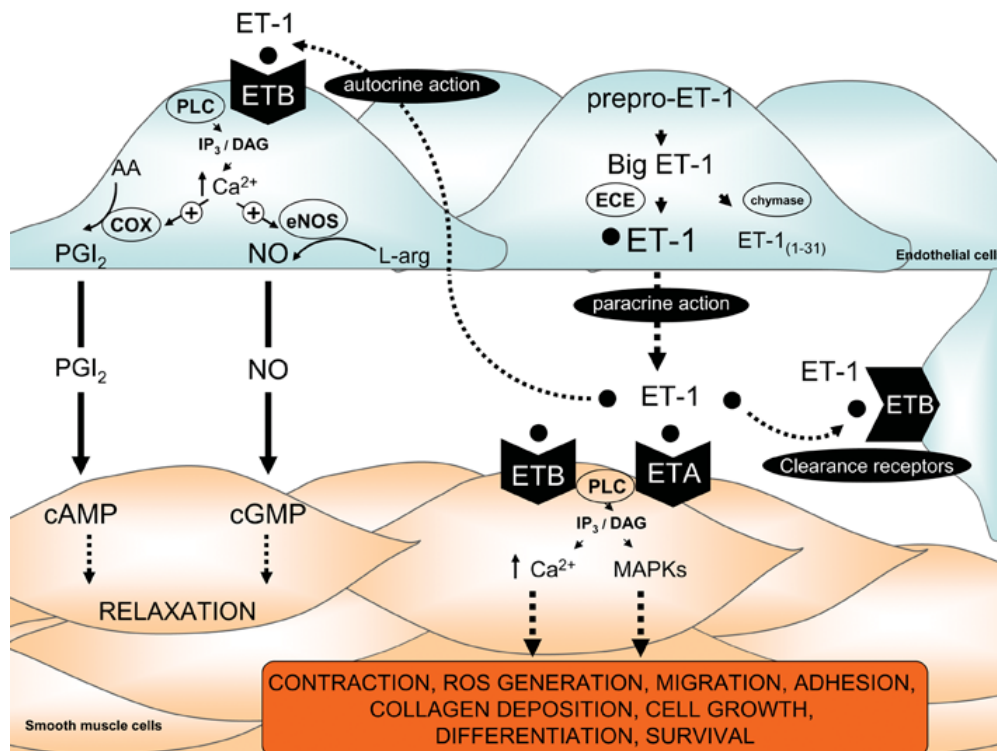 ET-1
ETB
autocrine action
PLC
IP₃ / DAG
AA
↑ Ca²⁺
+
+
COX
eNOS
PGI₂
NO
L-arg
prepro-ET-1
Big ET-1
ECE
chymase
ET-1
ET-1₍₁₋₃₁₎
Endothelial cell
paracrine action
PGI₂
NO
ET-1
ET-1
ETB
Clearance receptors
ETB
ETA
PLC
IP₃ / DAG
↑ Ca²⁺
MAPKs
cAMP
cGMP
RELAXATION
CONTRACTION, ROS GENERATION, MIGRATION, ADHESION,
COLLAGEN DEPOSITION, CELL GROWTH,
DIFFERENTIATION, SURVIVAL
Smooth muscle cells